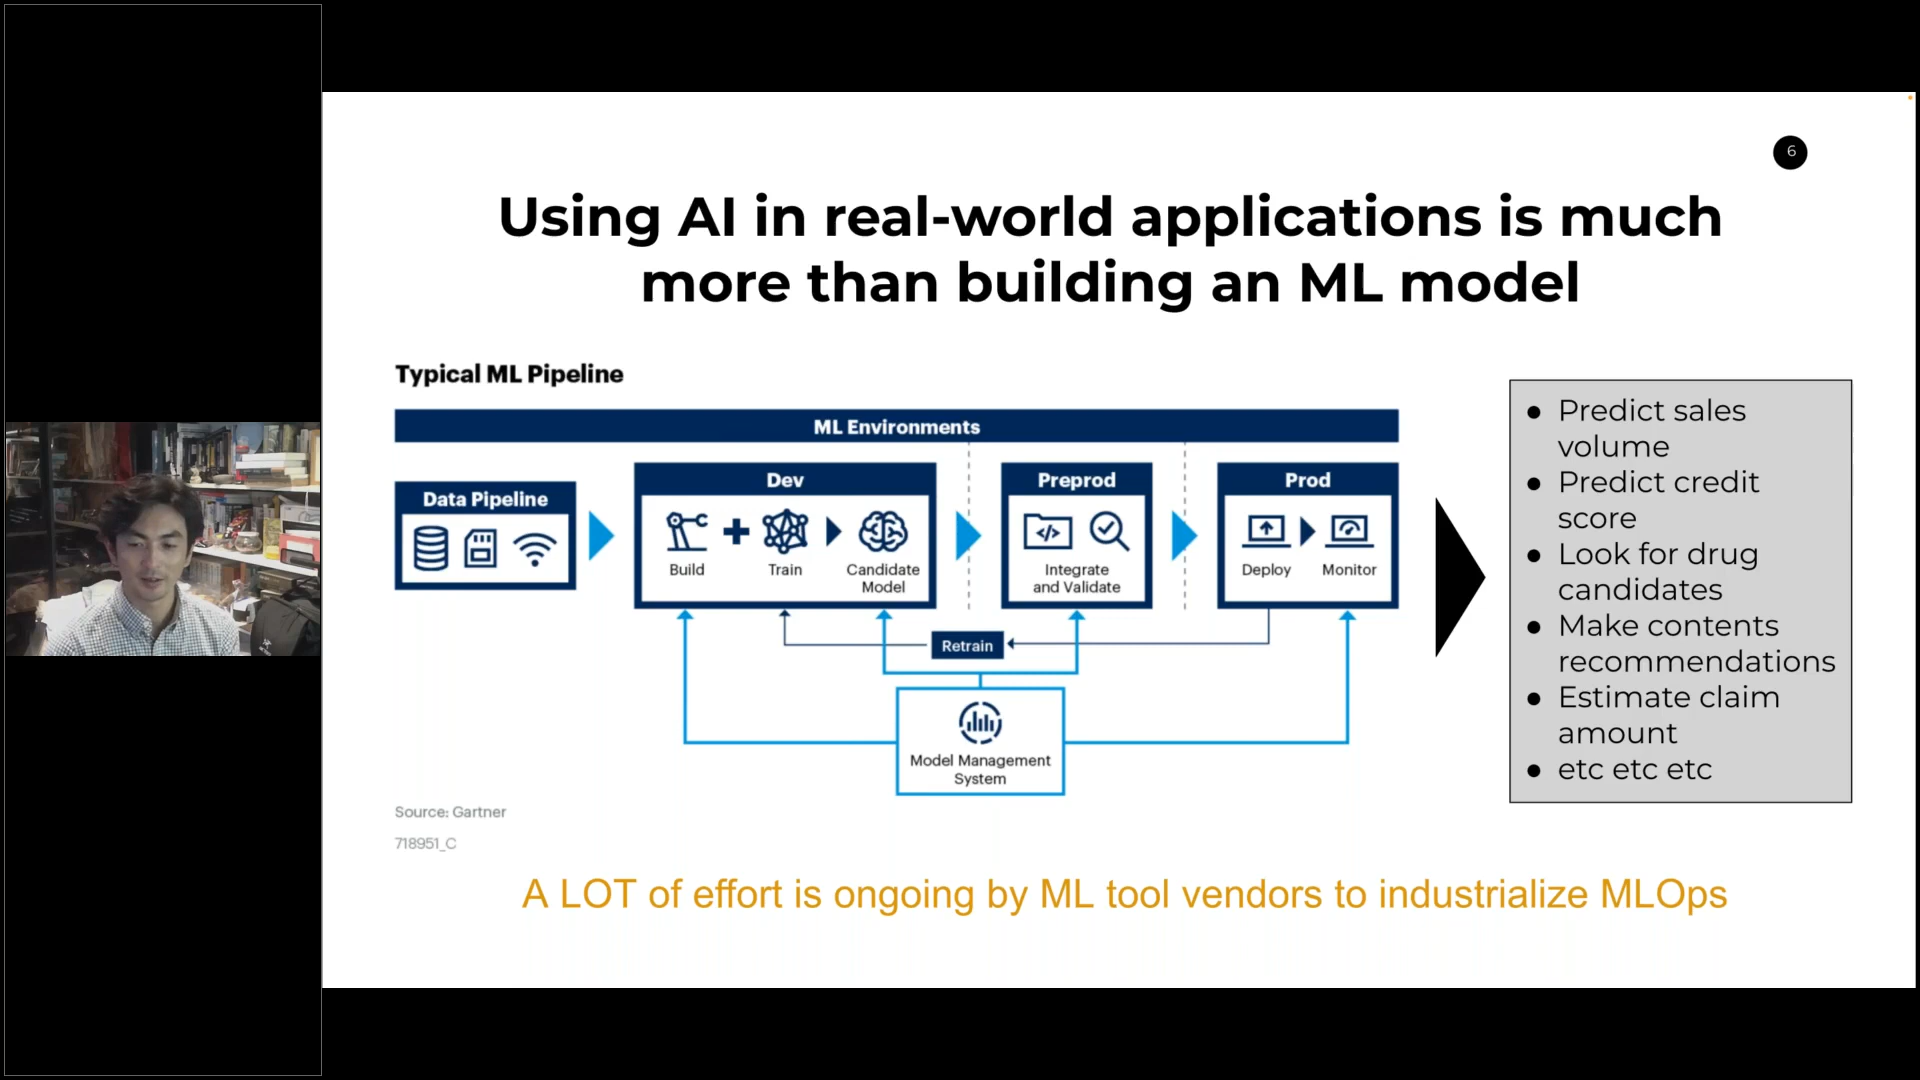 6
Using AI in real-world applications is much
more than building an ML model
Typical ML Pipeline
ML Environments
Data Pipeline
Dev
Build
Train
Candidate
Model
Preprod
Integrate
and Validate
Prod
Deploy
Monitor
Retrain
Model Management
System
Source: Gartner
718951_C
● Predict sales
volume
● Predict credit
score
● Look for drug
candidates
● Make contents
recommendations
● Estimate claim
amount
● etc etc etc
A LOT of effort is ongoing by ML tool vendors to industrialize MLOps